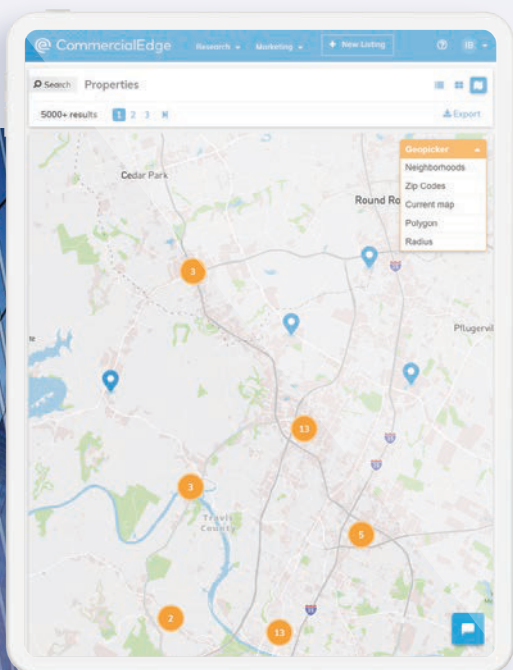 CommercialEdge Research Marketing + New Listing
Search Properties
5000+ results 1 2 3 Export
Geopicker
Neighborhoods
Zip Codes
Current map
Polygon
Radius
Cedar Park
Round Ro
3
Pflugervil
13
3
Travis
County
5
2
13